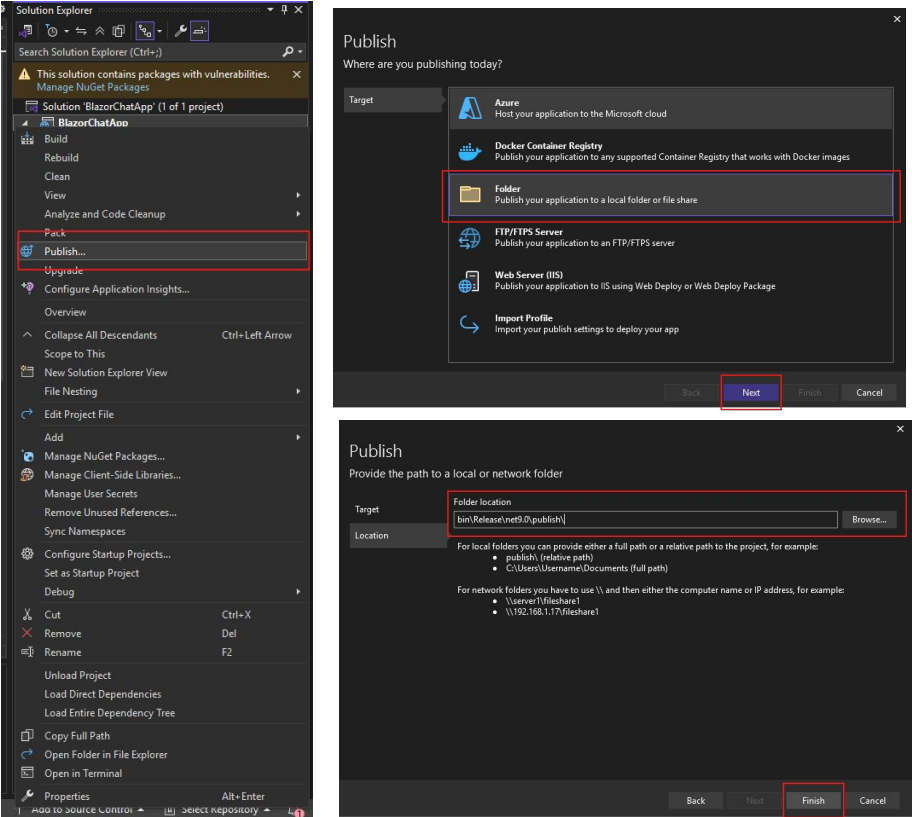 Solution Explorer
Search Solution Explorer (Ctrl+;)
This solution contains packages with vulnerabilities.
Manage NuGet Packages
Solution 'BlazorChatApp' (1 of 1 project)
BlazorChatApp
Build
Rebuild
Clean
View
Analyze and Code Cleanup
Pack
Publish...
Upgrade
Configure Application Insights...
Overview
Collapse All Descendants Ctrl+Left Arrow
Scope to This
New Solution Explorer View
File Nesting
Edit Project File
Add
Manage NuGet Packages...
Manage Client-Side Libraries...
Manage User Secrets
Remove Unused References...
Sync Namespaces
Configure Startup Projects...
Set as Startup Project
Debug
Cut Ctrl+X
Remove Del
Rename F2
Unload Project
Load Direct Dependencies
Load Entire Dependency Tree
Copy Full Path
Open Folder in File Explorer
Open in Terminal
Properties Alt+Enter
Add to Source Control Select Repository 1
Publish
Where are you publishing today?
Target
Azure
Host your application to the Microsoft cloud
Docker Container Registry
Publish your application to any supported Container Registry that works with Docker images
Folder
Publish your application to a local folder or file share
FTP/FTPS Server
Publish your application to an FTP/FTPS server
Web Server (IIS)
Publish your application to IIS using Web Deploy or Web Deploy Package
Import Profile
Import your publish settings to deploy your app
Back Next Finish Cancel
Publish
Provide the path to a local or network folder
Target
Location
Folder location
bin\Release\net9.0\publish\
Browse...
For local folders you can provide either a full path or a relative path to the project, for example:
• publish\ (relative path)
• C:\Users\Username\Documents (full path)
For network folders you have to use \\ and then either the computer name or IP address, for example:
• \\server1\fileshare1
• \\192.168.1.17\fileshare1
Back Next Finish Cancel